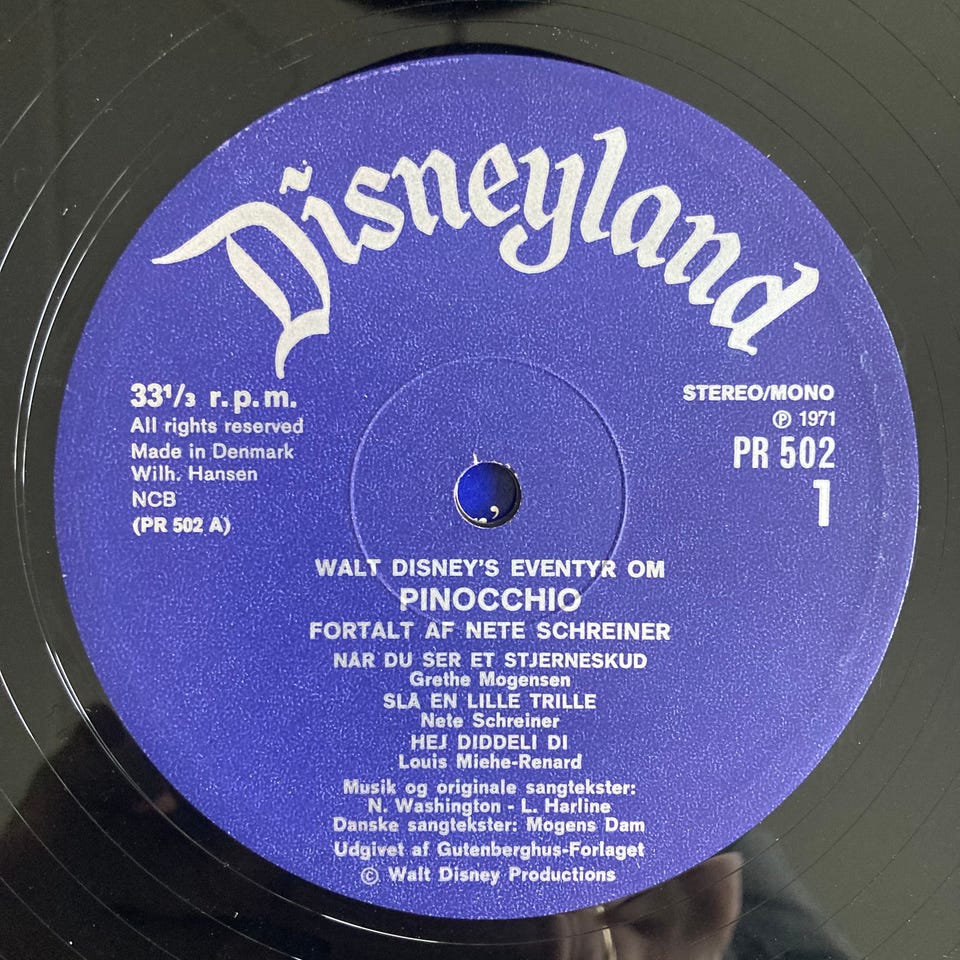 Disneyland
33 1/3 r.p.m.
All rights reserved
Made in Denmark
Wilh. Hansen
NCB
(PR 502 A)
STEREO/MONO
Ⓟ 1971
PR 502
1
WALT DISNEY'S EVENTYR OM
PINOCCHIO
FORTALT AF NETE SCHREINER
NÅR DU SER ET STJERNESKUD
Grethe Mogensen
SLÅ EN LILLE TRILLE
Nete Schreiner
HEJ DIDDELI DI
Louis Miehe-Renard
Musik og originale sangtekster:
N. Washington - L. Harline
Danske sangtekster: Mogens Dam
Udgivet af Gutenberghus-Forlaget
© Walt Disney Productions